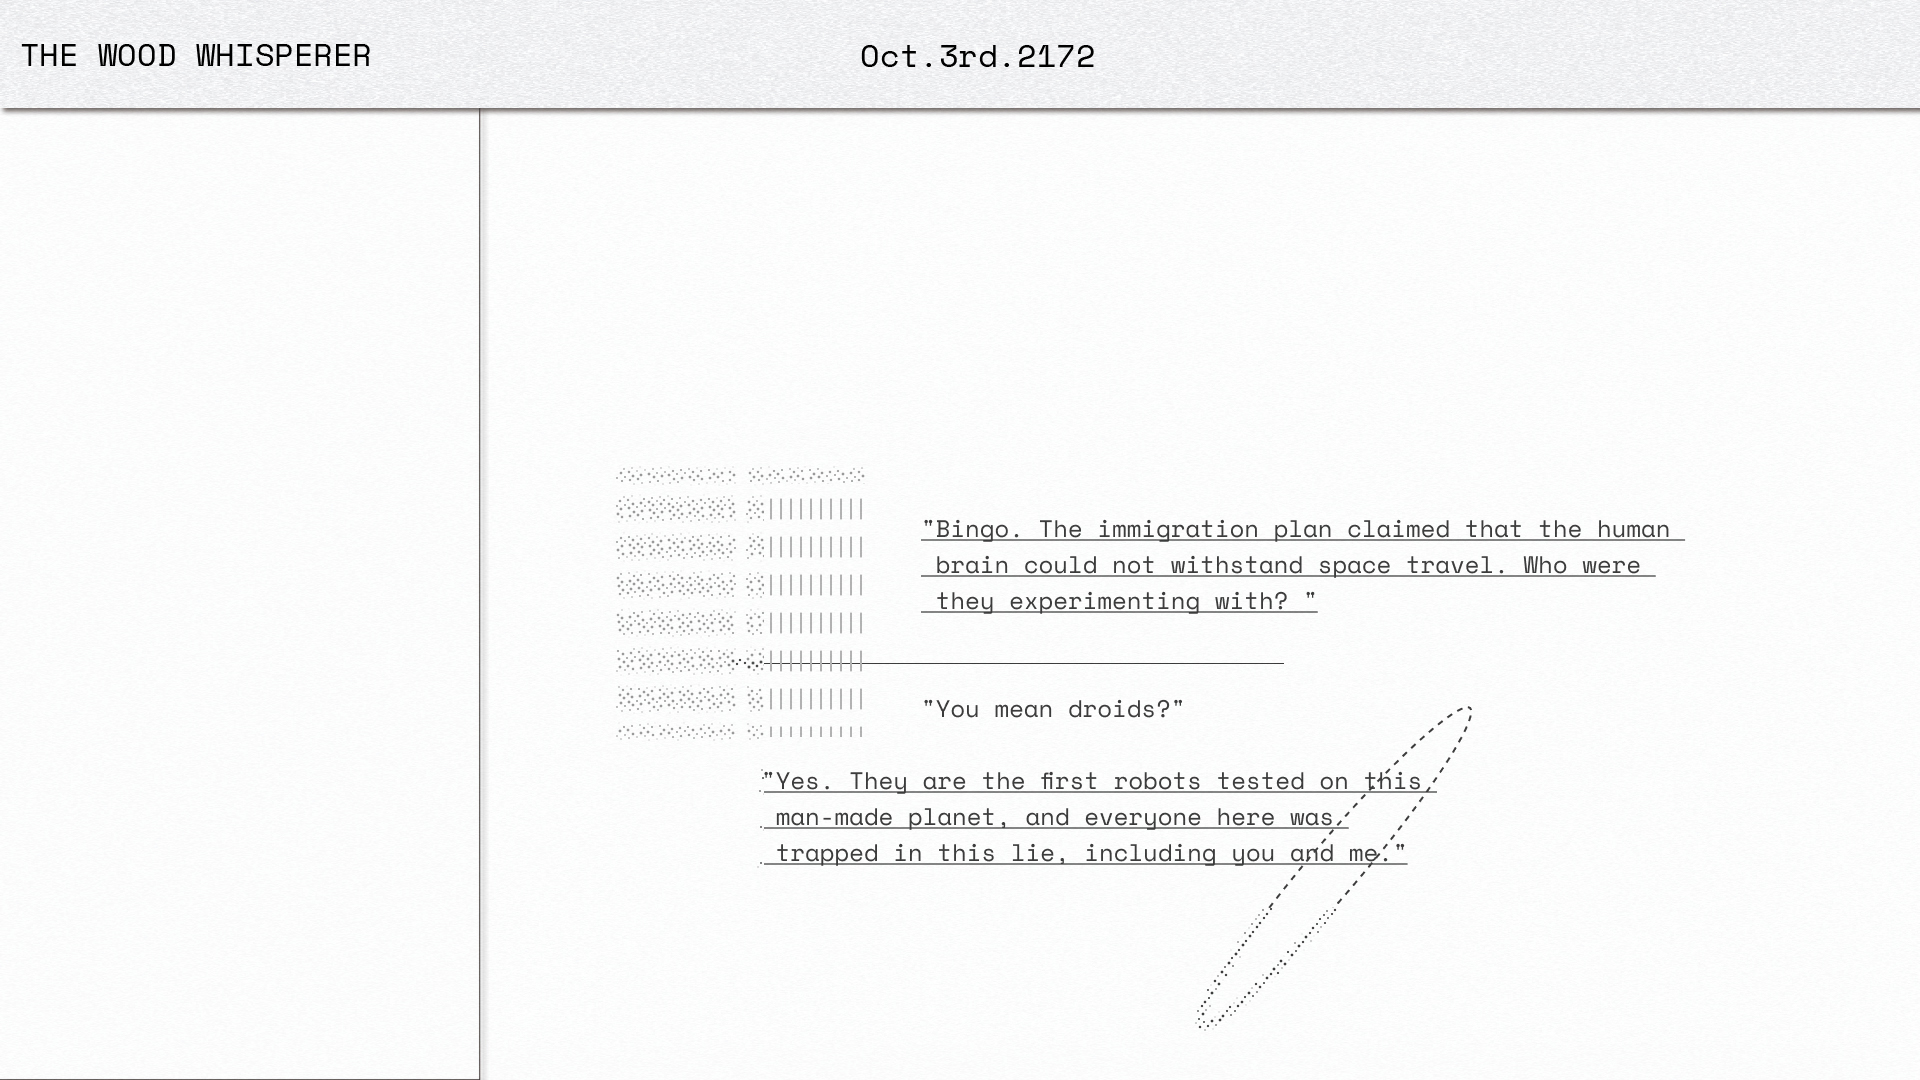 THE WOOD WHISPERER
Oct.3rd.2172
"Bingo. The immigration plan claimed that the human
brain could not withstand space travel. Who were
they experimenting with? "
"You mean droids?"
"Yes. They are the first robots tested on this
man-made planet, and everyone here was
trapped in this lie, including you and me."